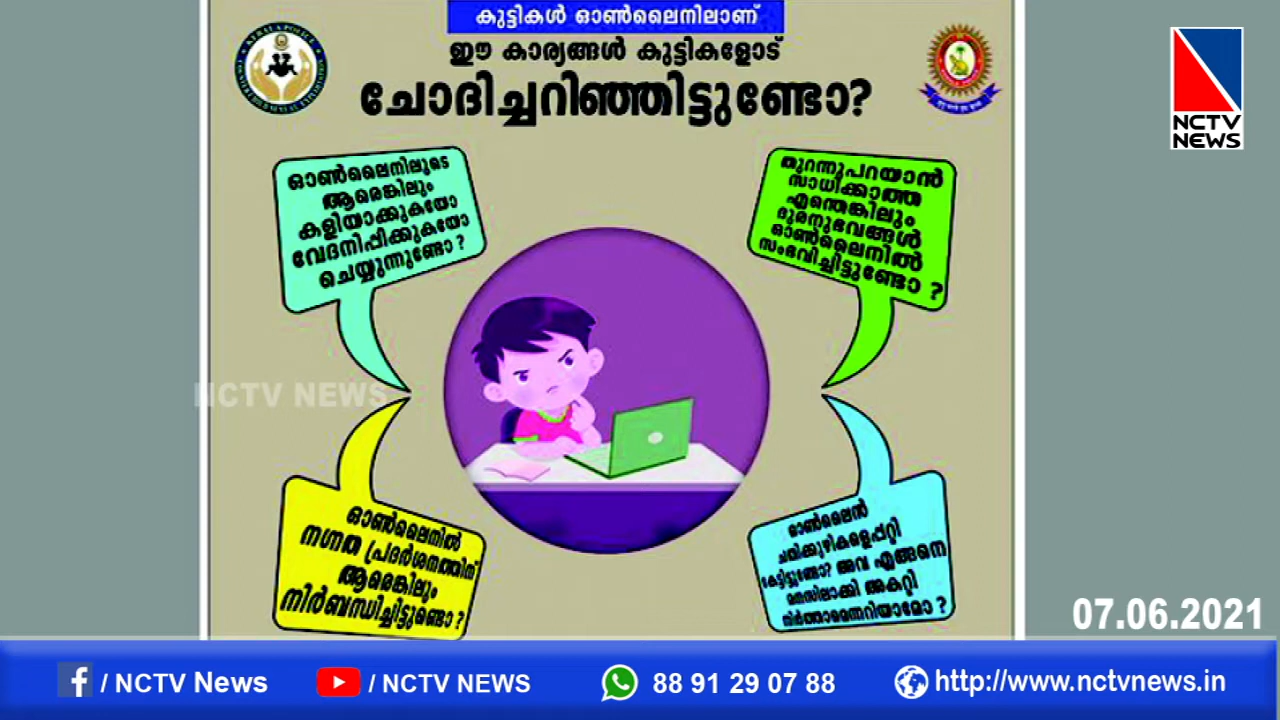 കുട്ടികൾ ഓൺലൈനിലാണ്
ഈ കാര്യങ്ങൾ കുട്ടികളോട്
ചോദിച്ചറിഞ്ഞിട്ടുണ്ടോ?
NCTV
NEWS
ഓൺലൈനിലൂടെ
ആരെങ്കിലും
കളിയാക്കുകയോ
വേദനിപ്പിക്കുകയോ
ചെയ്യുന്നുണ്ടോ ?
തുറന്നുപറയാൻ
സാധിക്കാത്ത
എന്തെങ്കിലും
ദുരനുഭവങ്ങൾ
ഓൺലൈനിൽ
സംഭവിച്ചിട്ടുണ്ടോ ?
NCTV NEWS
ഓൺലൈനിൽ
നഗ്നത പ്രദർശനത്തിന്
ആരെങ്കിലും
നിർബന്ധിച്ചിട്ടുണ്ടോ ?
ഓൺലൈൻ
ചതിക്കുഴികളെപ്പറ്റി
കേട്ടിട്ടുണ്ടോ? അവ എങ്ങനെ
മനസിലാക്കി അകറ്റി
നിർത്താമെന്നറിയാമോ ?
07.06.2021
/ NCTV News
/ NCTV NEWS
88 91 29 07 88
http://www.nctvnews.in